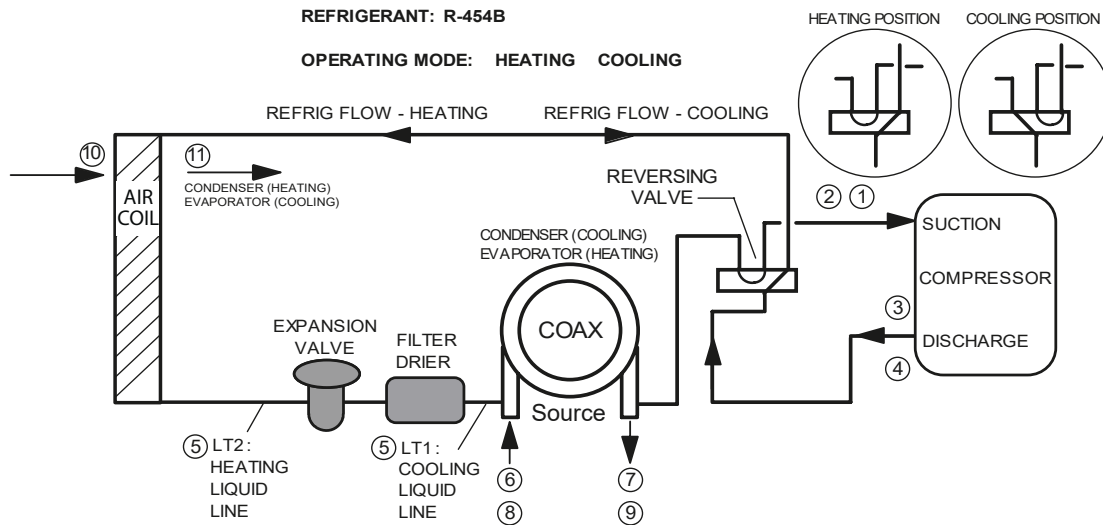 REFRIGERANT: R-454B
OPERATING MODE: HEATING COOLING
HEATING POSITION
COOLING POSITION
REFRIG FLOW - HEATING
REFRIG FLOW - COOLING
10
11
CONDENSER (HEATING)
EVAPORATOR (COOLING)
AIR
COIL
REVERSING
VALVE
2 1
SUCTION
COMPRESSOR
3
DISCHARGE
4
CONDENSER (COOLING)
EVAPORATOR (HEATING)
COAX
EXPANSION
VALVE
FILTER
DRIER
Source
5 LT2:
HEATING
LIQUID
LINE
5 LT1:
COOLING
LIQUID
LINE
6
8
7
9